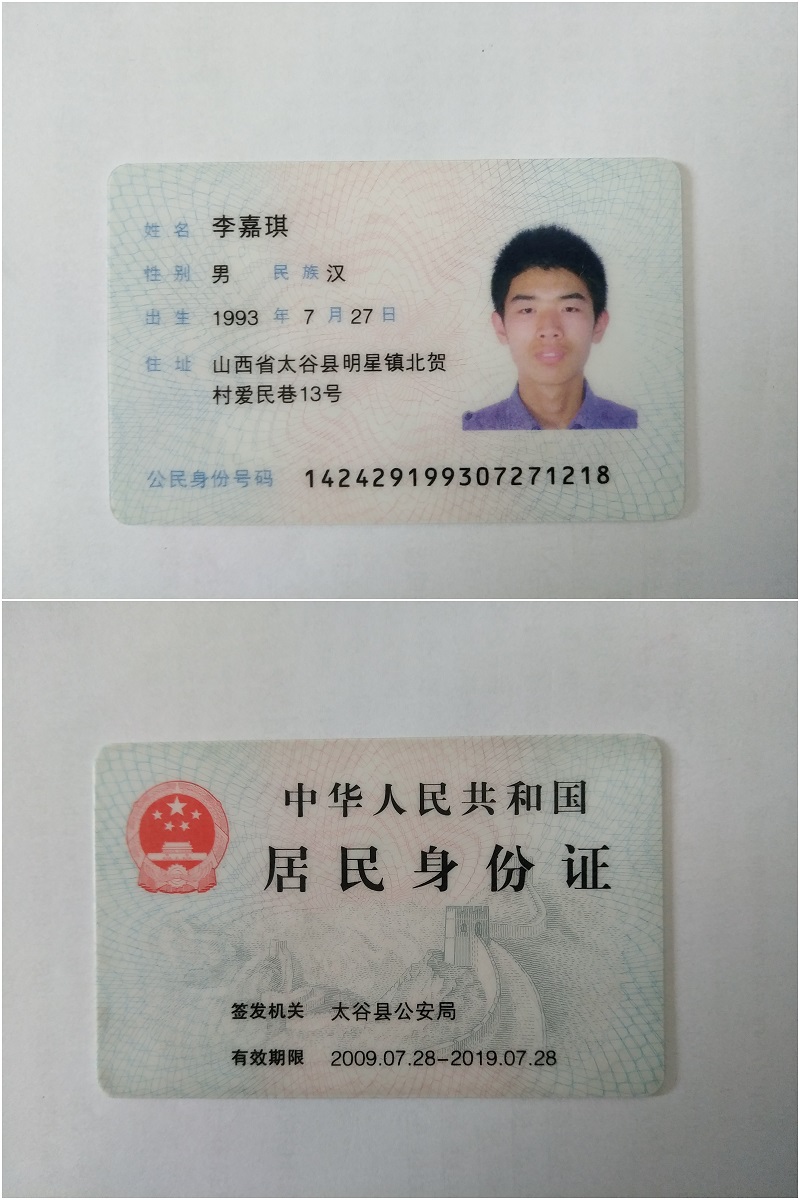 姓名 李嘉琪
性别 男 民族 汉
出生 1993 年 7 月 27 日
住址 山西省太谷县明星镇北贺
村爱民巷13号
公民身份号码 142429199307271218
中华人民共和国
居民身份证
签发机关 太谷县公安局
有效期限 2009.07.28-2019.07.28